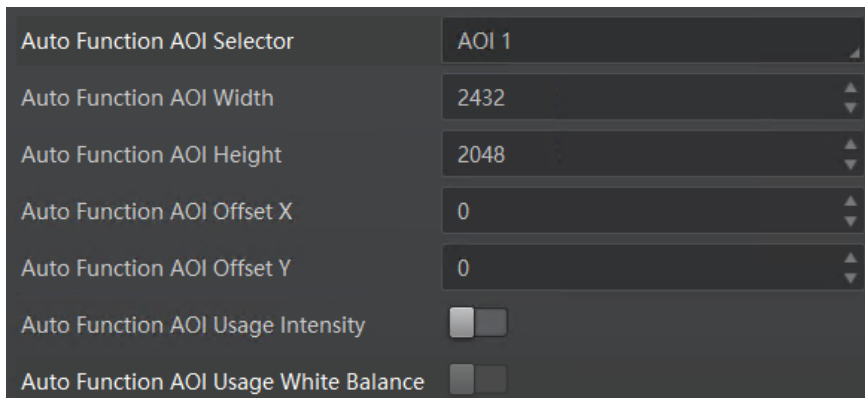 Auto Function AOI Selector AOI 1
Auto Function AOI Width 2432
Auto Function AOI Height 2048
Auto Function AOI Offset X 0
Auto Function AOI Offset Y 0
Auto Function AOI Usage Intensity
Auto Function AOI Usage White Balance